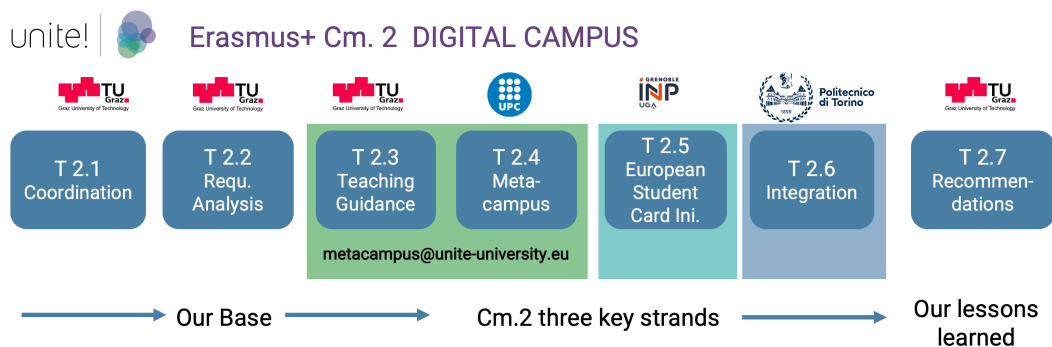 unite!
Erasmus+ Cm. 2 DIGITAL CAMPUS
TU
Graz
Graz University of Technology
TU
Graz
Graz University of Technology
TU
Graz
Graz University of Technology
UPC
GRENOBLE
INP
UGA
1859
Politecnico
di Torino
TU
Graz
Graz University of Technology
T 2.1
Coordination
T 2.2
Requ.
Analysis
T 2.3
Teaching
Guidance
T 2.4
Meta-
campus
T 2.5
European
Student
Card Ini.
T 2.6
Integration
T 2.7
Recommen-
dations
metacampus@unite-university.eu
Our Base
Cm.2 three key strands
Our lessons
learned